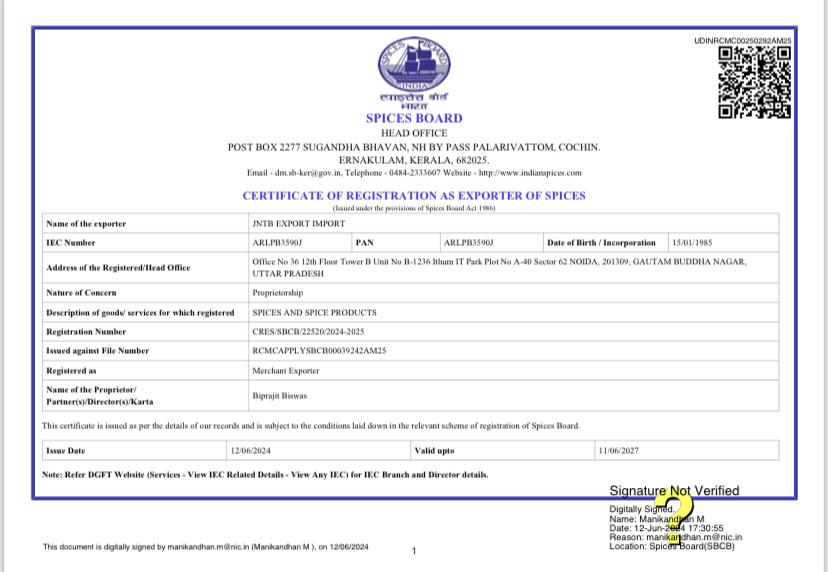 UDINRCMC00250292AM25
SPICES BOARD
INDIA
स्पाइसेस बोर्ड
भारत
SPICES BOARD
HEAD OFFICE
POST BOX 2277 SUGANDHA BHAVAN, NH BY PASS PALARIVATTOM, COCHIN.
ERNAKULAM, KERALA, 682025.
Email - dm.sb-ker@gov.in, Telephone - 0484-2333607 Website - http://www.indianspices.com
CERTIFICATE OF REGISTRATION AS EXPORTER OF SPICES
(Issued under the provisions of Spices Board Act 1986)
Name of the exporter JNTB EXPORT IMPORT
IEC Number ARLPB3590J PAN ARLPB3590J Date of Birth / Incorporation 15/01/1985
Address of the Registered/Head Office Office No 36 12th Floor Tower B Unit No B-1236 Ithum IT Park Plot No A-40 Sector 62 NOIDA, 201309, GAUTAM BUDDHA NAGAR,
UTTAR PRADESH
Nature of Concern Proprietorship
Description of goods/ services for which registered SPICES AND SPICE PRODUCTS
Registration Number CRES/SBCB/22520/2024-2025
Issued against File Number RCMCAPPLYSBCB00039242AM25
Registered as Merchant Exporter
Name of the Proprietor/
Partner(s)/Director(s)/Karta Biprajit Biswas
This certificate is issued as per the details of our records and is subject to the conditions laid down in the relevant scheme of registration of Spices Board.
Issue Date 12/06/2024 Valid upto 11/06/2027
Note: Refer DGFT Website (Services - View IEC Related Details - View Any IEC) for IEC Branch and Director details.
Signature Not Verified
Digitally Signed.
Name: Manikandhan M
Date: 12-Jun-2024 17:30:55
Reason: manikandhan.m@nic.in
Location: Spices Board(SBCB)
This document is digitally signed by manikandhan.m@nic.in (Manikandhan M ), on 12/06/2024
1